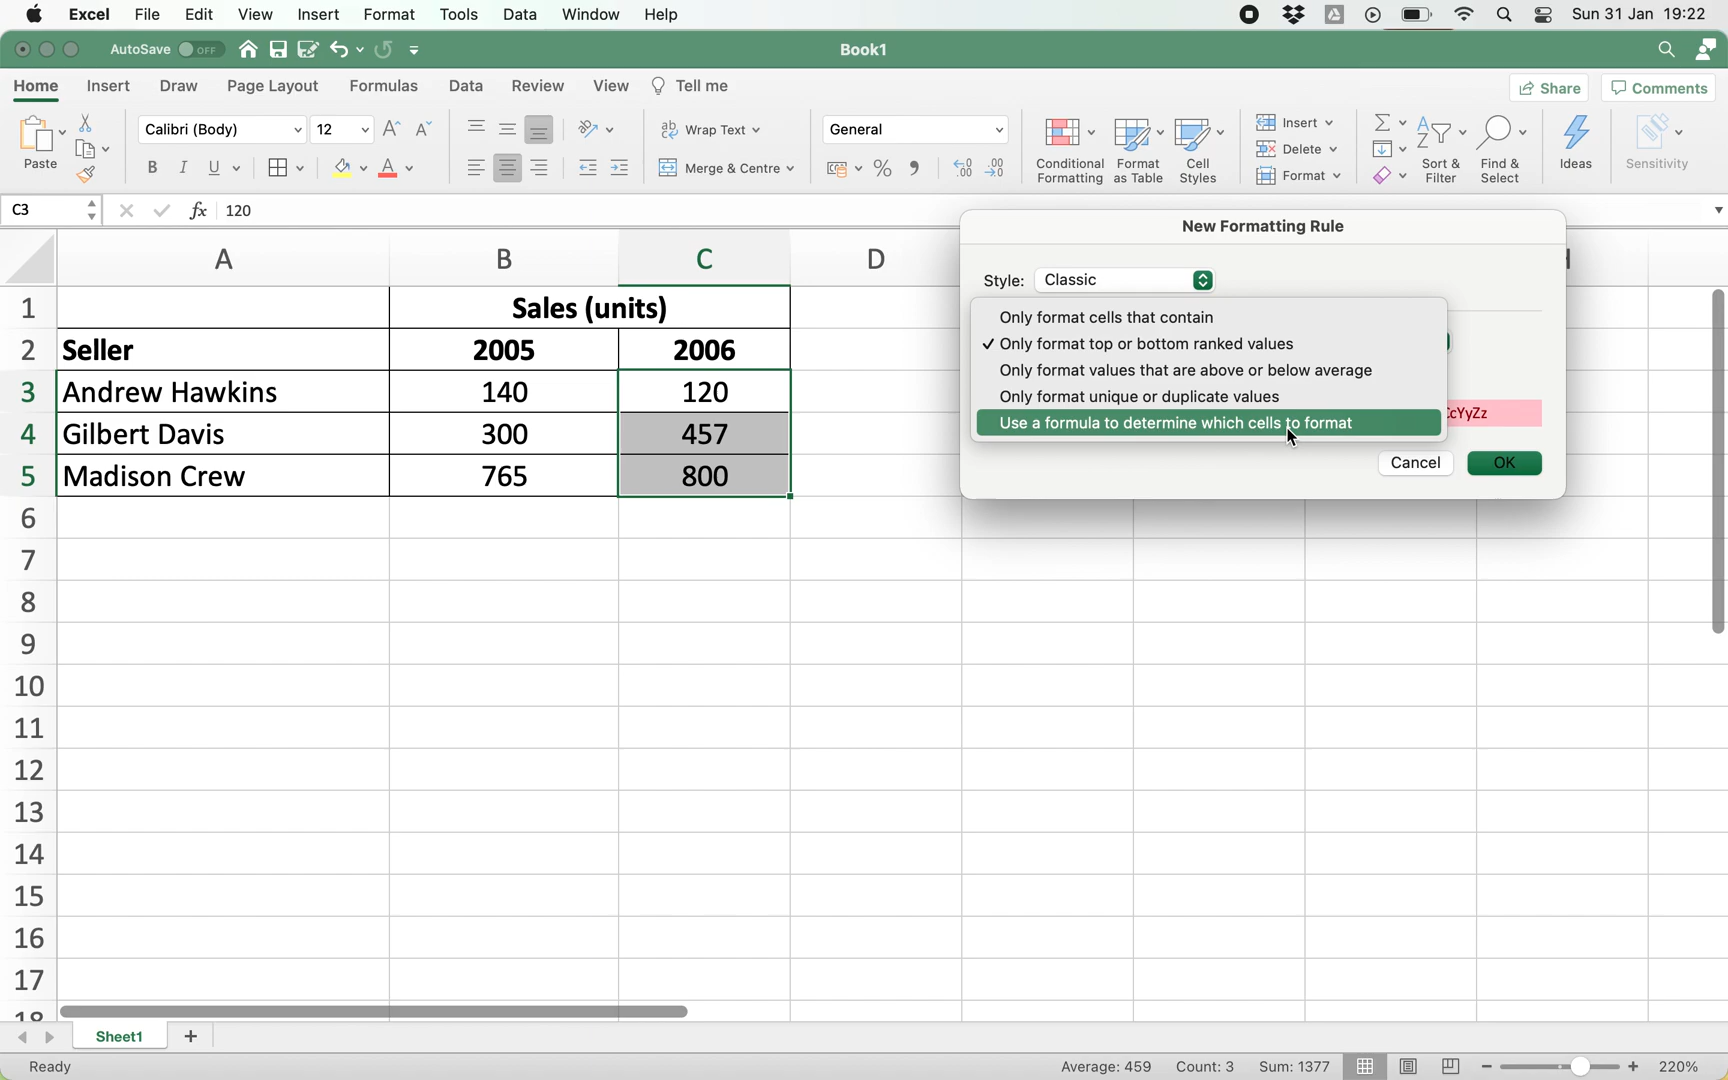 Excel File Edit View Insert Format Tools Data Window Help Sun 31 Jan 19:22
AutoSave OFF Book1
Home Insert Draw Page Layout Formulas Data Review View Tell me Share Comments
Calibri (Body) 12 Wrap Text General Insert
Paste Conditional Formatting Format as Table Cell Styles Delete Sort & Filter Find & Select Ideas Sensitivity
B I U A Merge & Centre % Format
C3 fx 120
New Formatting Rule
A B C D
Style: Classic
1 Sales (units)
Only format cells that contain
2 Seller 2005 2006
✓ Only format top or bottom ranked values
Only format values that are above or below average
3 Andrew Hawkins 140 120
Only format unique or duplicate values
Use a formula to determine which cells to format
4 Gilbert Davis 300 457
Cancel OK
5 Madison Crew 765 800
6
7
8
9
10
11
12
13
14
15
16
17
18
Sheet1 +
Ready Average: 459 Count: 3 Sum: 1377 220%